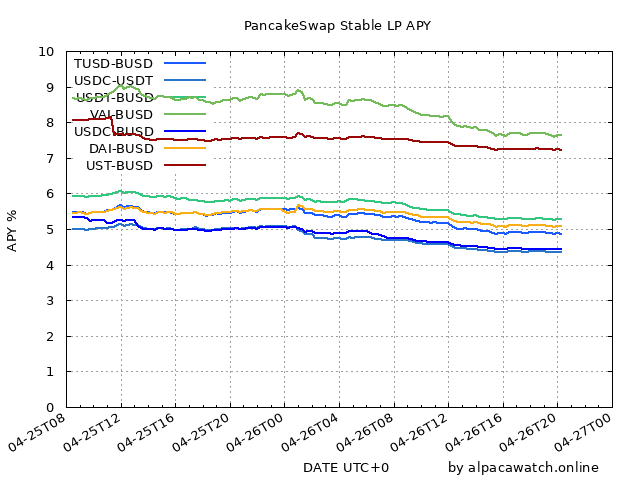 PancakeSwap Stable LP APY
10
9
8
7
6
5
4
3
2
1
0
APY %
TUSD-BUSD
USDC-USDT
USDT-BUSD
VAI-BUSD
USDC-BUSD
DAI-BUSD
UST-BUSD
04-25T08
04-25T12
04-25T16
04-25T20
04-26T00
04-26T04
04-26T08
04-26T12
04-26T16
04-26T20
04-27T00
DATE UTC+0
by alpacawatch.online